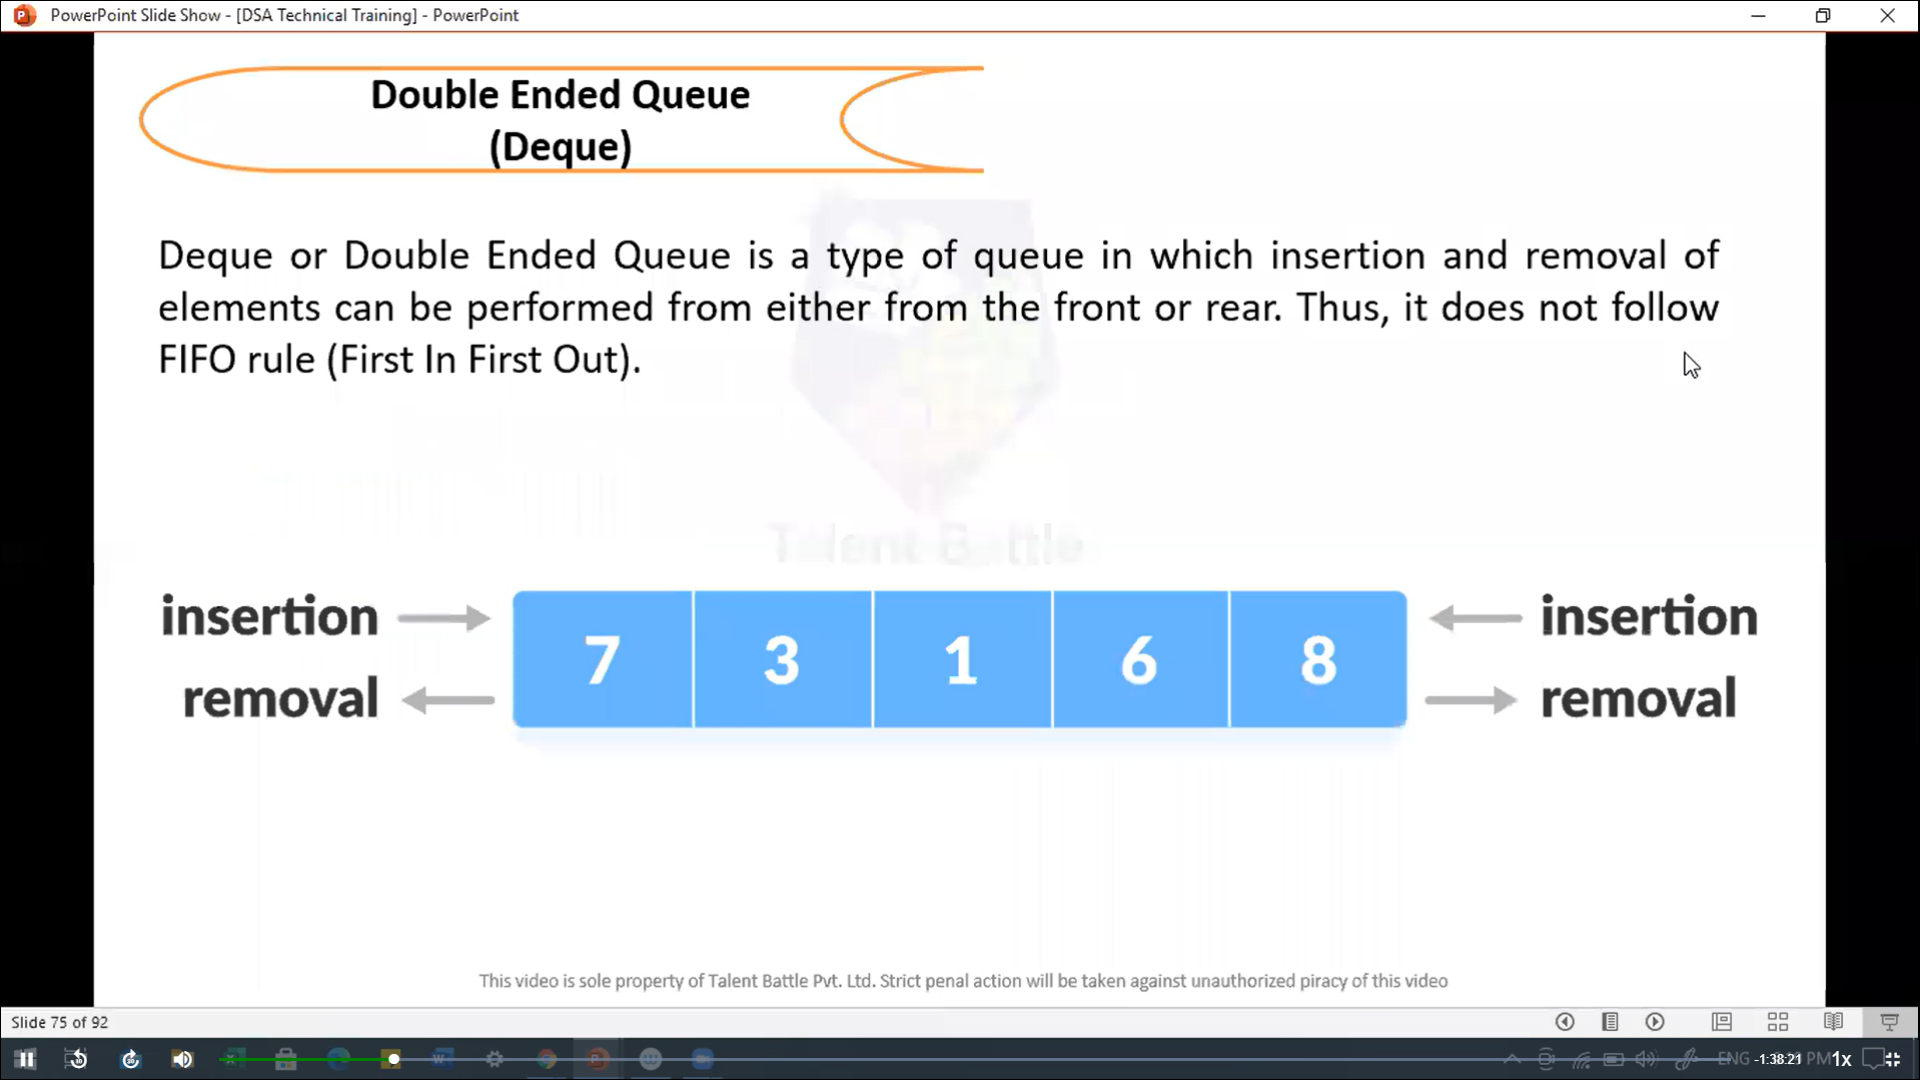 PowerPoint Slide Show - [DSA Technical Training] - PowerPoint
Double Ended Queue
(Deque)
Deque or Double Ended Queue is a type of queue in which insertion and removal of
elements can be performed from either from the front or rear. Thus, it does not follow
FIFO rule (First In First Out).
Talent Battle
insertion
removal
7 3 1 6 8
insertion
removal
This video is sole property of Talent Battle Pvt. Ltd. Strict penal action will be taken against unauthorized piracy of this video
Slide 75 of 92
ENG
-1:38:21
PM
1x